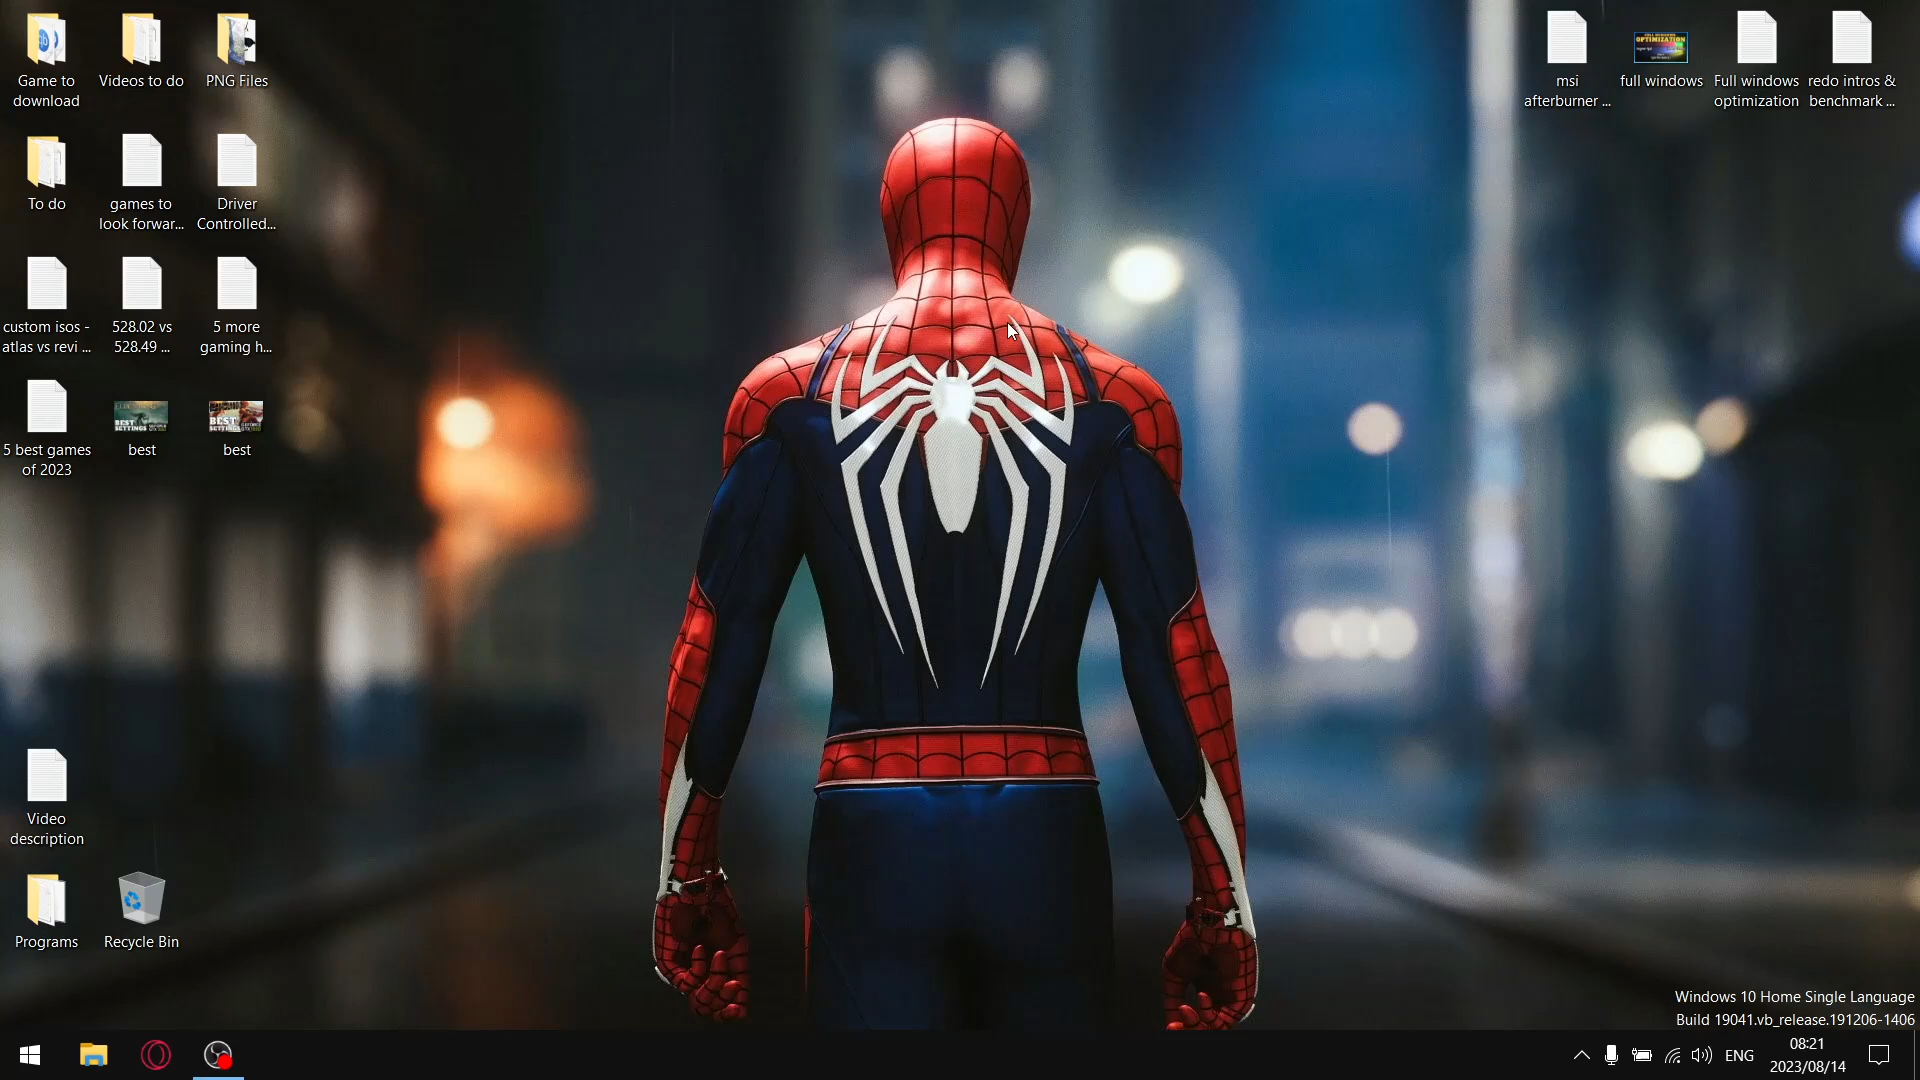 Game to
download
Videos to do
PNG Files
To do
games to
look forwar...
Driver
Controlled...
custom isos -
atlas vs revi ...
528.02 vs
528.49 ...
5 more
gaming h...
5 best games
of 2023
BEST
best
BEST
best
Video
description
Programs
Recycle Bin
msi
afterburner ...
OPTIMIZATION
full windows
Full windows
optimization
redo intros &
benchmark ...
Windows 10 Home Single Language
Build 19041.vb_release.191206-1406
ENG
08:21
2023/08/14